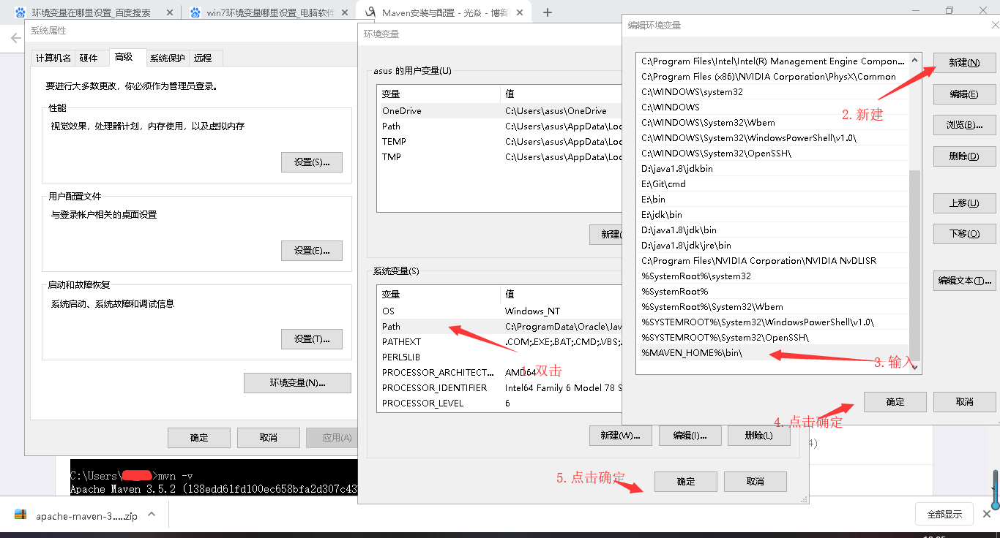 环境变量在哪里设置_百度搜索
win7环境变量哪里设置_电脑软件
Maven安装与配置 - 光焱 - 博客
系统属性
计算机名 硬件 高级 系统保护 远程
要进行大多数更改，你必须作为管理员登录。
性能
视觉效果，处理器计划，内存使用，以及虚拟内存
设置(S)...
用户配置文件
与登录帐户相关的桌面设置
设置(E)...
启动和故障恢复
系统启动、系统故障和调试信息
设置(T)...
环境变量(N)...
确定 取消 应用(A)
环境变量
asus 的用户变量(U)
变量 值
OneDrive C:\Users\asus\OneDrive
Path C:\Users\asus\AppData\Loc
TEMP C:\Users\asus\AppData\Loc
TMP C:\Users\asus\AppData\Loc
新建(
系统变量(S)
变量 值
OS Windows_NT
Path C:\ProgramData\Oracle\Jav
PATHEXT .COM;.EXE;.BAT;.CMD;.VBS;.
PERL5LIB
1.双击
PROCESSOR_ARCHITECT... AMD64
PROCESSOR_IDENTIFIER Intel64 Family 6 Model 78 S
PROCESSOR_LEVEL 6
新建(W)... 编辑(I)... 删除(L)
5.点击确定
确定 取消
编辑环境变量
C:\Program Files\Intel\Intel(R) Management Engine Compon...
C:\Program Files (x86)\NVIDIA Corporation\PhysX\Common
C:\WINDOWS\system32
C:\WINDOWS
C:\WINDOWS\System32\Wbem
C:\WINDOWS\System32\WindowsPowerShell\v1.0\
C:\WINDOWS\System32\OpenSSH\
D:\java1.8\jdkbin
E:\Git\cmd
E:\bin
E:\jdk\bin
D:\java1.8\jdk\bin
D:\java1.8\jdk\jre\bin
C:\Program Files\NVIDIA Corporation\NVIDIA NvDLISR
%SystemRoot%\system32
%SystemRoot%
%SystemRoot%\System32\Wbem
%SYSTEMROOT%\System32\WindowsPowerShell\v1.0\
%SYSTEMROOT%\System32\OpenSSH\
%MAVEN_HOME%\bin\
新建(N)
2.新建
编辑(E)
浏览(B)...
删除(D)
上移(U)
下移(O)
编辑文本(T)...
3.输入
确定 取消
4.点击确定
4)
C:\Users\ >mvn -v
Apache Maven 3.5.2 (138edd61fd100ec658bfa2d307c43
apache-maven-3.....zip
全部显示